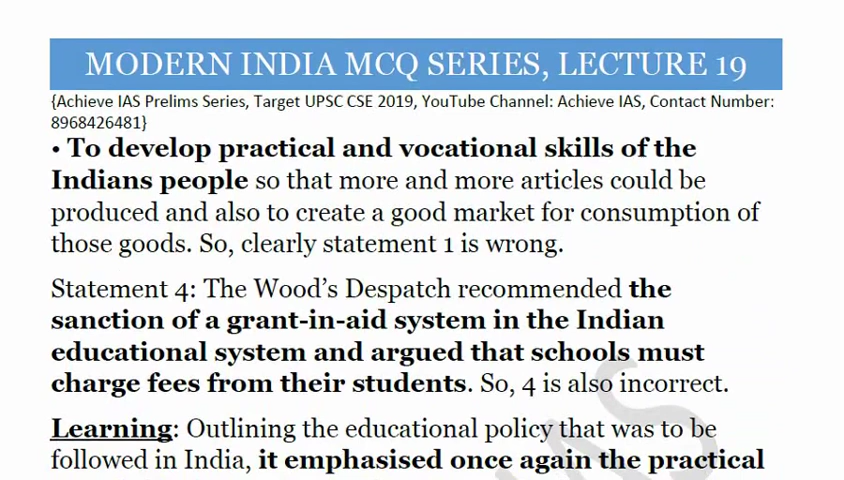 MODERN INDIA MCQ SERIES, LECTURE 19
{Achieve IAS Prelims Series, Target UPSC CSE 2019, YouTube Channel: Achieve IAS, Contact Number:
8968426481}
• To develop practical and vocational skills of the
Indians people so that more and more articles could be
produced and also to create a good market for consumption of
those goods. So, clearly statement 1 is wrong.
Statement 4: The Wood's Despatch recommended the
sanction of a grant-in-aid system in the Indian
educational system and argued that schools must
charge fees from their students. So, 4 is also incorrect.
Learning: Outlining the educational policy that was to be
followed in India, it emphasised once again the practical